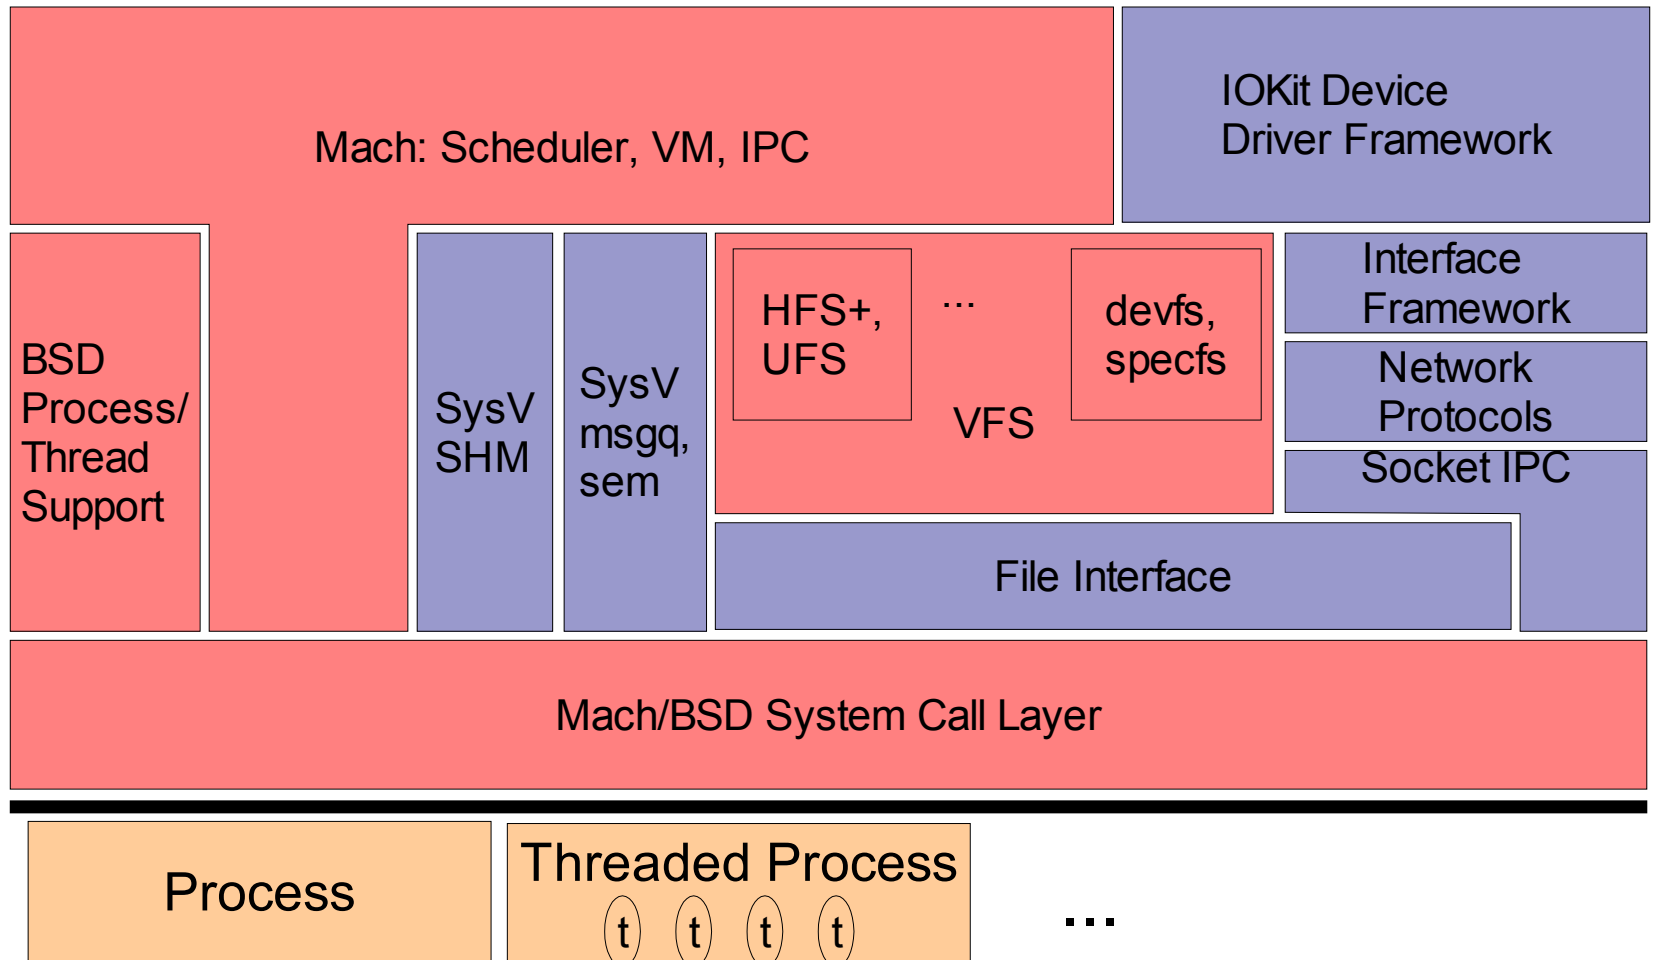 Mach: Scheduler, VM, IPC
IOKit Device
Driver Framework
BSD
Process/
Thread
Support
SysV
SHM
SysV
msgq,
sem
HFS+,
UFS
...
devfs,
specfs
VFS
Interface
Framework
Network
Protocols
Socket IPC
File Interface
Mach/BSD System Call Layer
Process
Threaded Process
t t t t
...